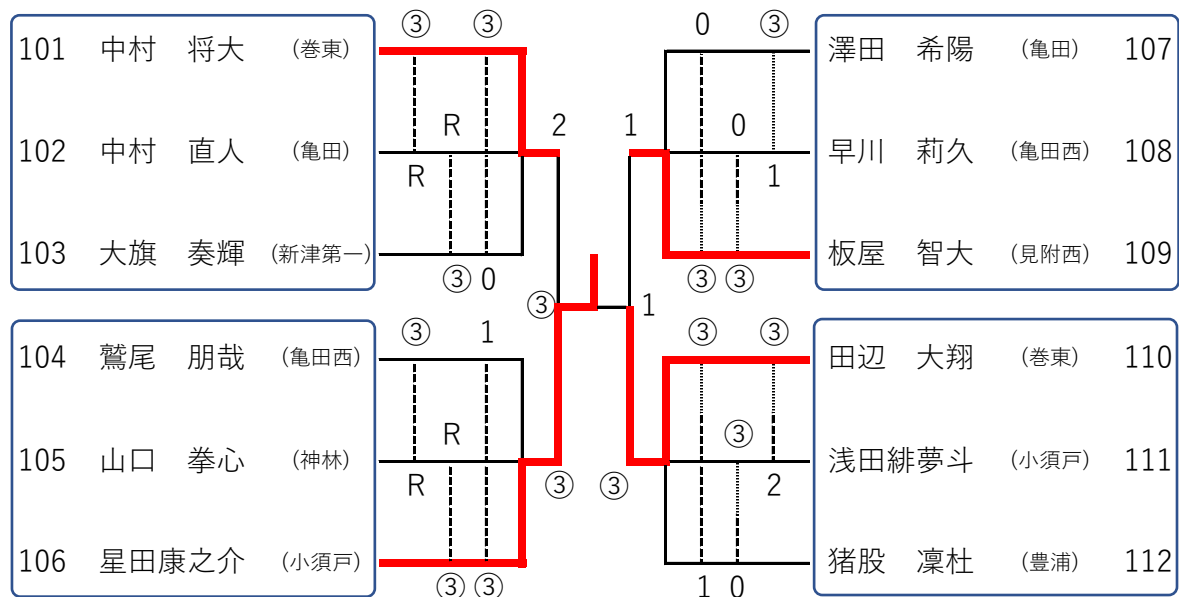 ③ ③ 0 ③
101 中村 将大 (巻東) 澤田 希陽 (亀田) 107
R 2 1 0
102 中村 直人 (亀田) 早川 莉久 (亀田西) 108
R 1
103 大旗 奏輝 (新津第一) 板屋 智大 (見附西) 109
③ 0 ③ ③
③ 1
③ 1 ③ ③
104 鷲尾 朋哉 (亀田西) 田辺 大翔 (巻東) 110
R ③
105 山口 拳心 (神林) 浅田緋夢斗 (小須戸) 111
R ③ ③ 2
106 星田康之介 (小須戸) 猪股 凜杜 (豊浦) 112
③ ③ 1 0